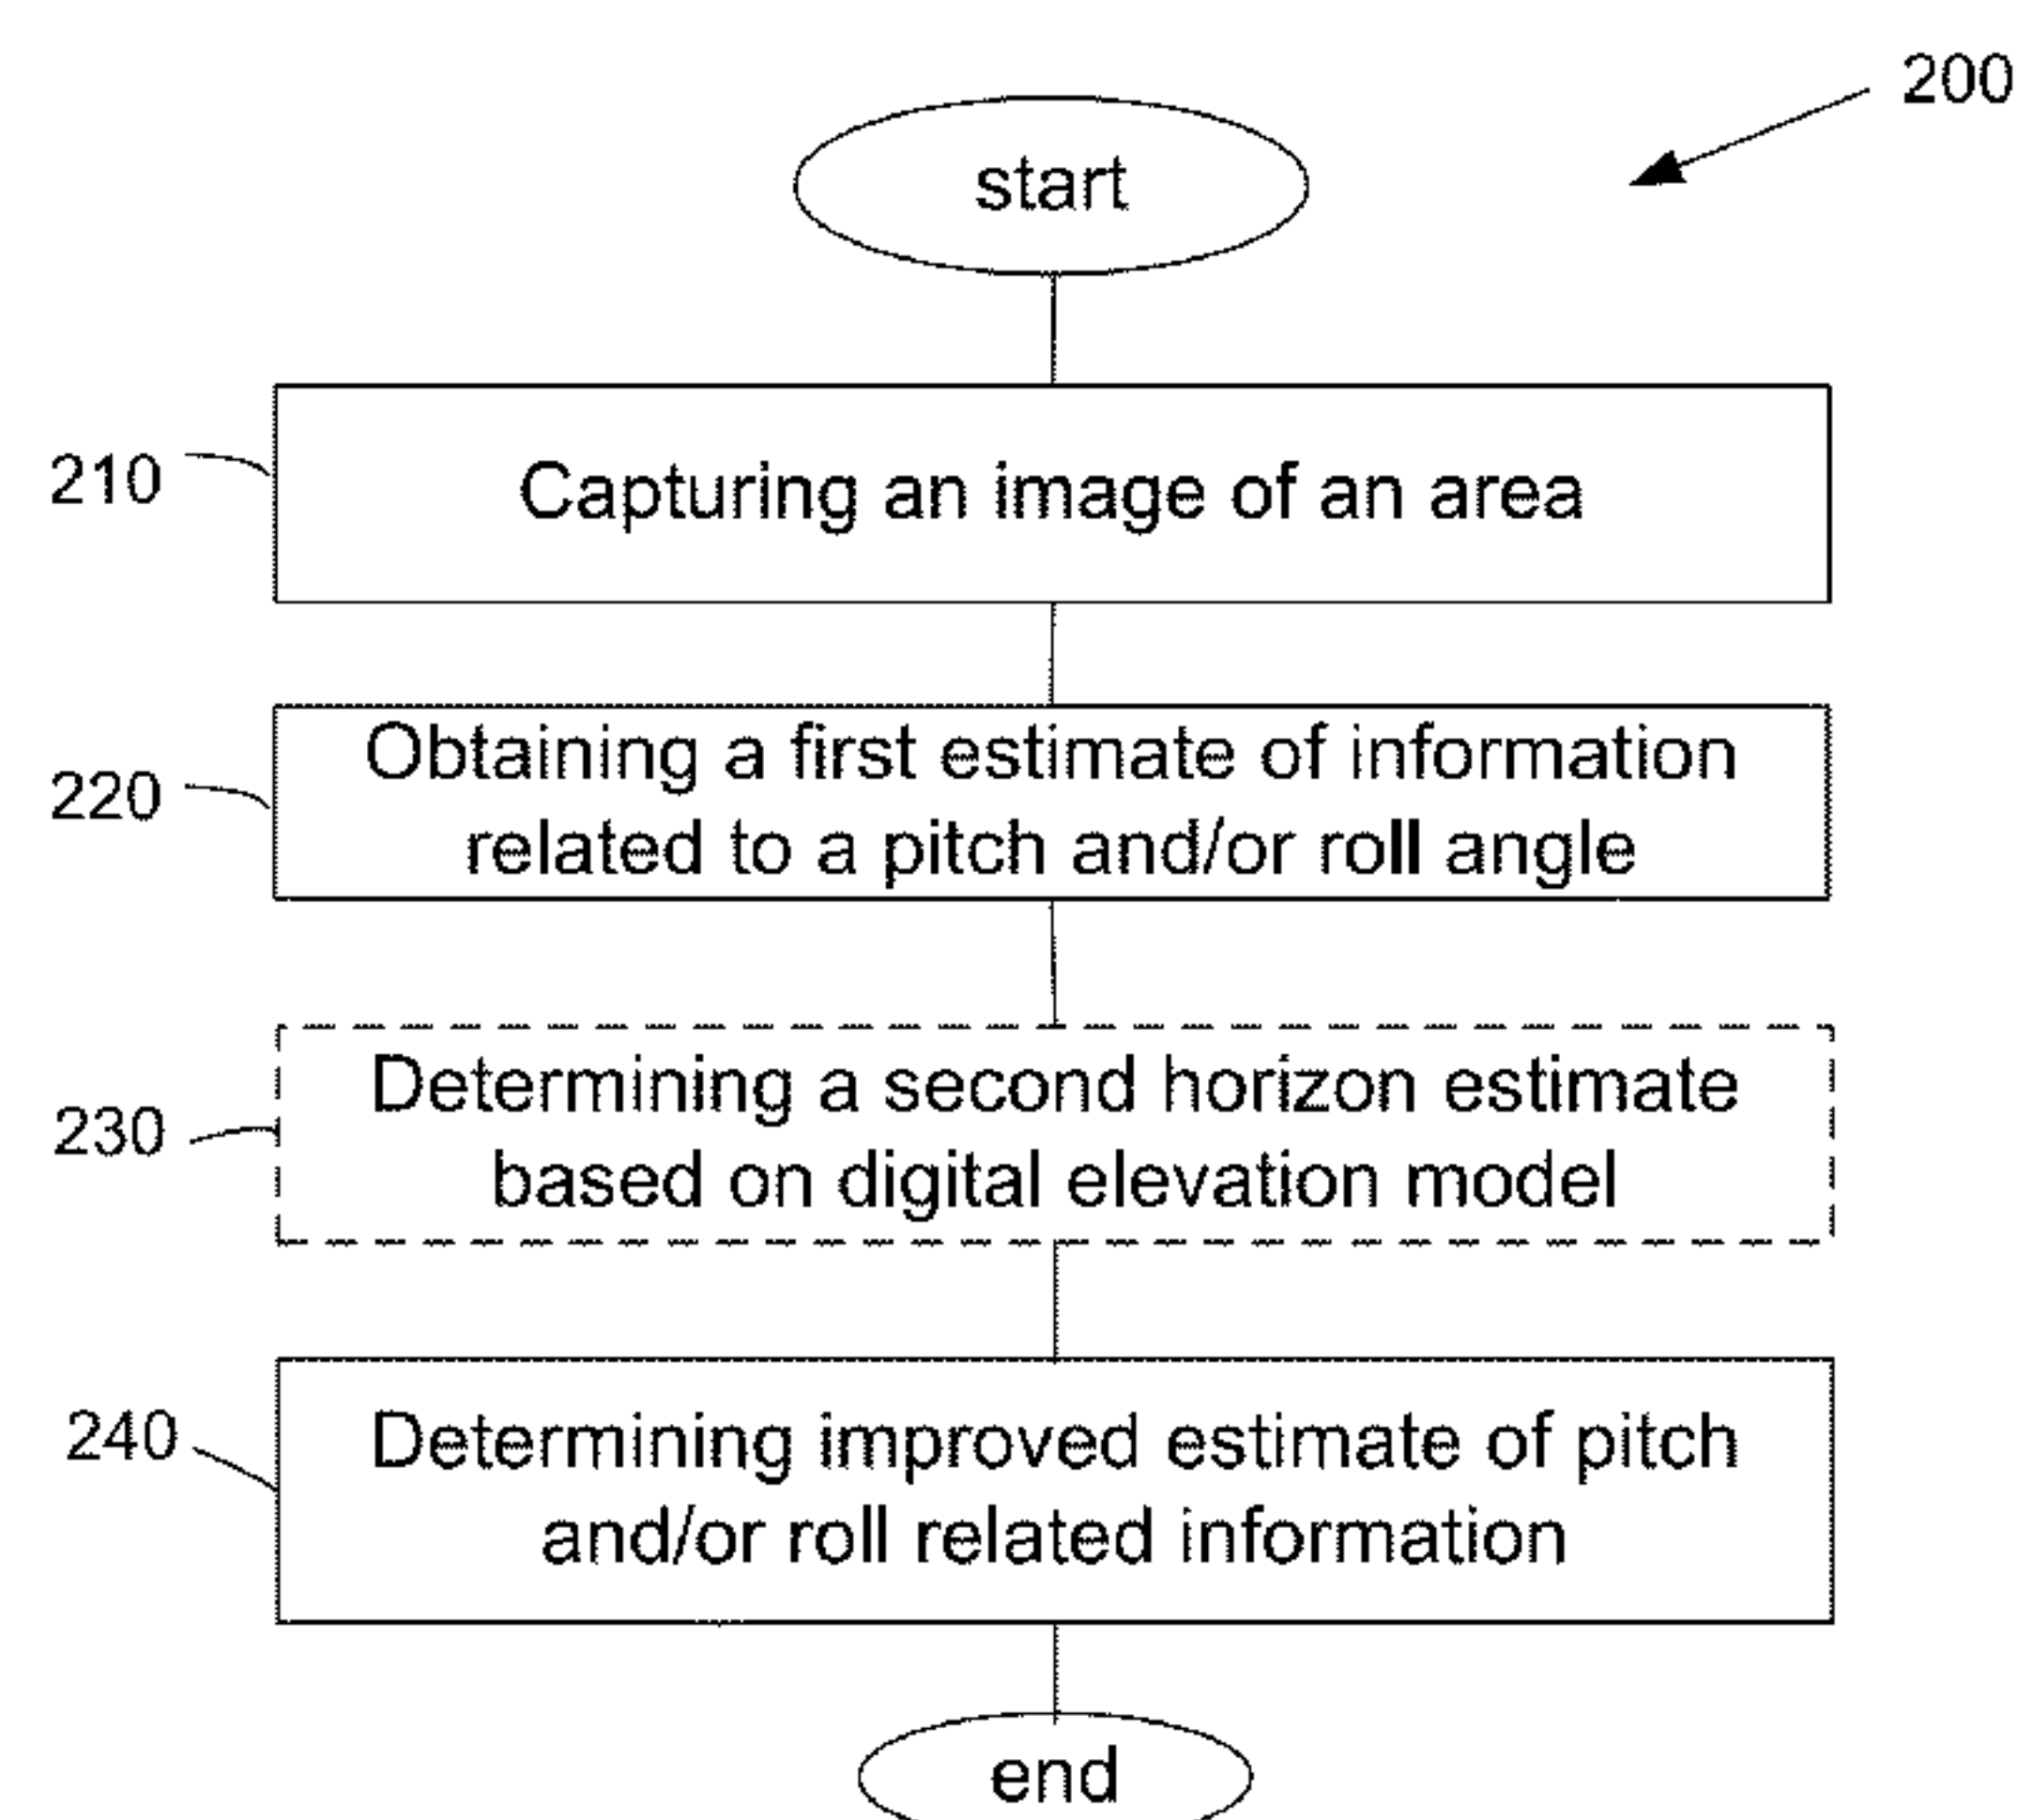 200
start
210
Capturing an image of an area
220
Obtaining a first estimate of information
related to a pitch and/or roll angle
230
Determining a second horizon estimate
based on digital elevation model
240
Determining improved estimate of pitch
and/or roll related information
end